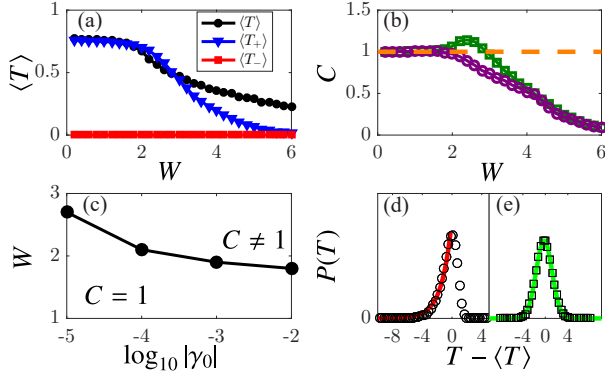 (a)
⟨T⟩
⟨T₊⟩
⟨T₋⟩
1
0.5
0
⟨T⟩
0 2 4 6
W
(b)
1.5
1
0.5
0
C
0 2 4 6
W
(c)
3
2
1
W
C ≠ 1
C = 1
-5 -4 -3 -2
log₁₀ |γ₀|
(d)
(e)
P(T)
0
-8 -4 0 4
-4 0 4
T − ⟨T⟩